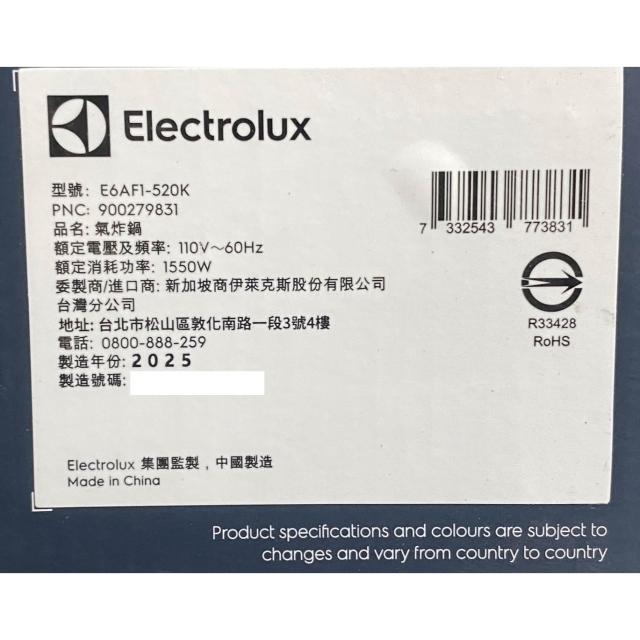 Electrolux
型號: E6AF1-520K
PNC: 900279831
品名: 氣炸鍋
額定電壓及頻率: 110V～60Hz
額定消耗功率: 1550W
委製商/進口商: 新加坡商伊萊克斯股份有限公司
台灣分公司
地址: 台北市松山區敦化南路一段3號4樓
電話: 0800-888-259
製造年份: 2025
製造號碼:
7 332543 773831
R33428
RoHS
Electrolux 集團監製，中國製造
Made in China
Product specifications and colours are subject to
changes and vary from country to country